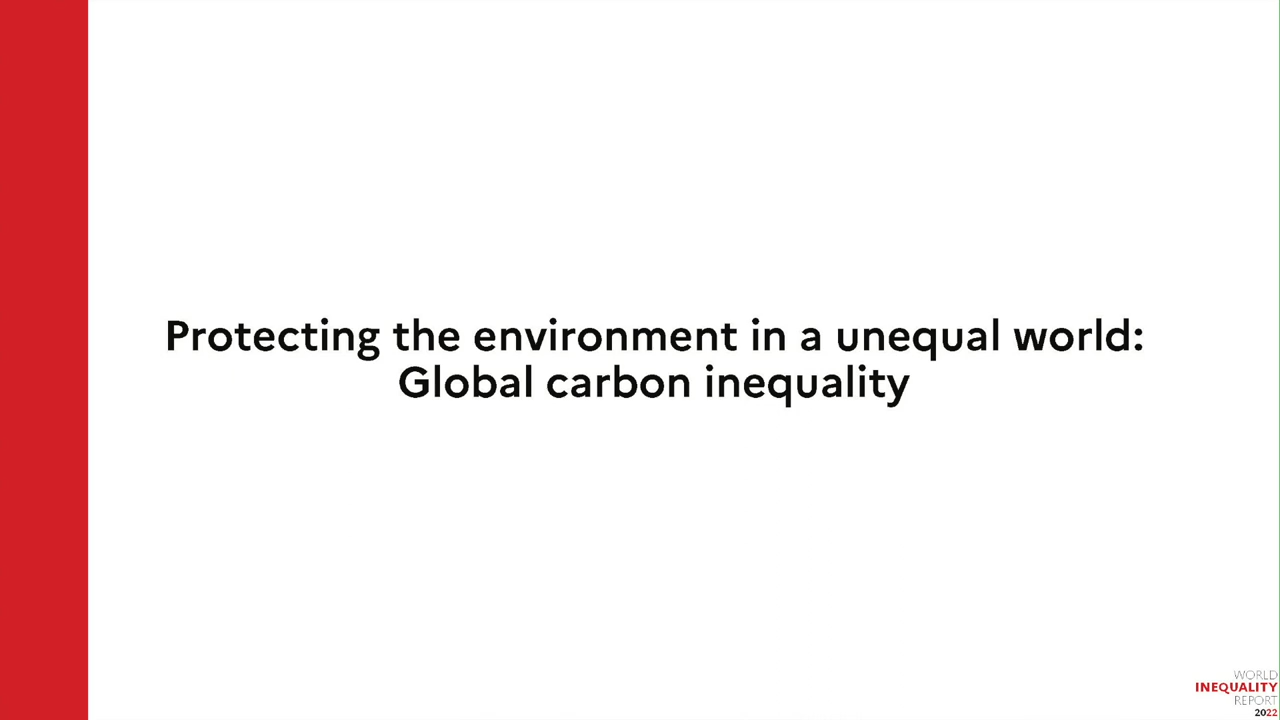 Protecting the environment in a unequal world:
Global carbon inequality
WORLD
INEQUALITY
REPORT
2022